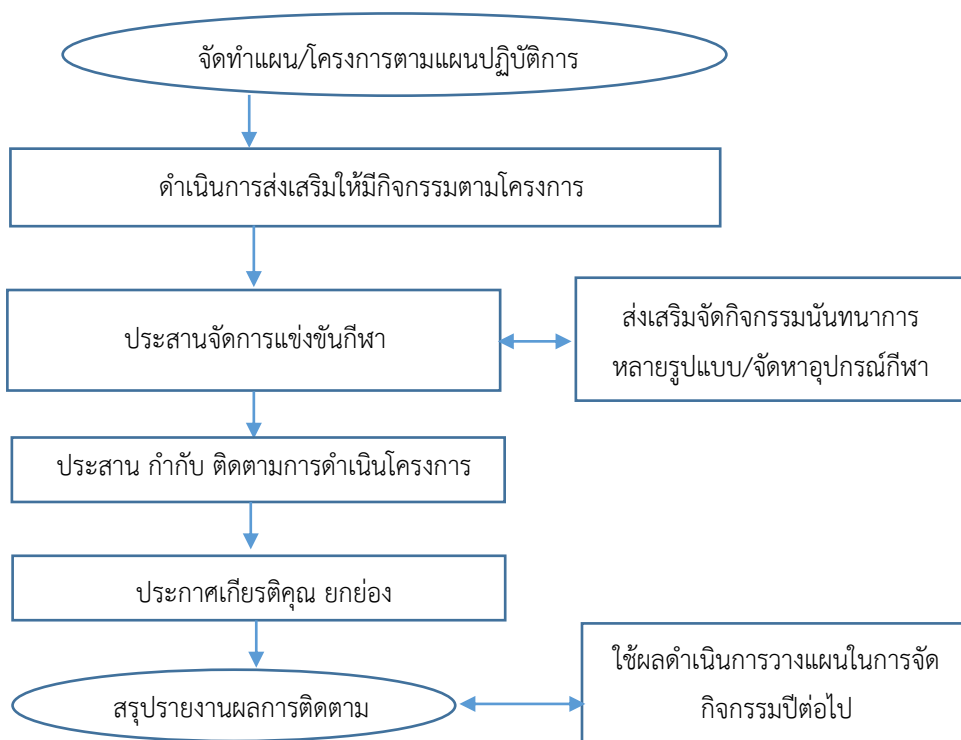 จัดทำแผน/โครงการตามแผนปฏิบัติการ
ดำเนินการส่งเสริมให้มีกิจกรรมตามโครงการ
ประสานจัดการแข่งขันกีฬา
ส่งเสริมจัดกิจกรรมนันทนาการ
หลายรูปแบบ/จัดหาอุปกรณ์กีฬา
ประสาน กำกับ ติดตามการดำเนินโครงการ
ประกาศเกียรติคุณ ยกย่อง
สรุปรายงานผลการติดตาม
ใช้ผลดำเนินการวางแผนในการจัด
กิจกรรมปีต่อไป